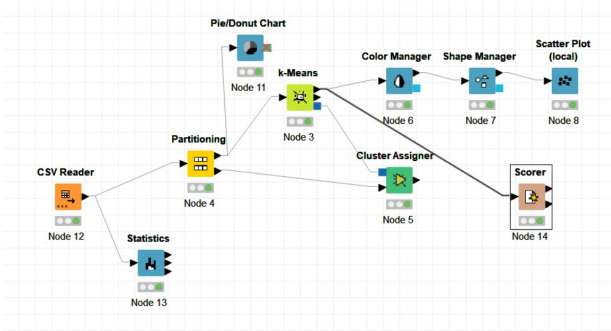 Pie/Donut Chart
Node 11
k-Means
Node 3
Color Manager
Node 6
Shape Manager
Node 7
Scatter Plot
(local)
Node 8
Partitioning
Node 4
Cluster Assigner
Node 5
CSV Reader
Node 12
Scorer
Node 14
Statistics
Node 13